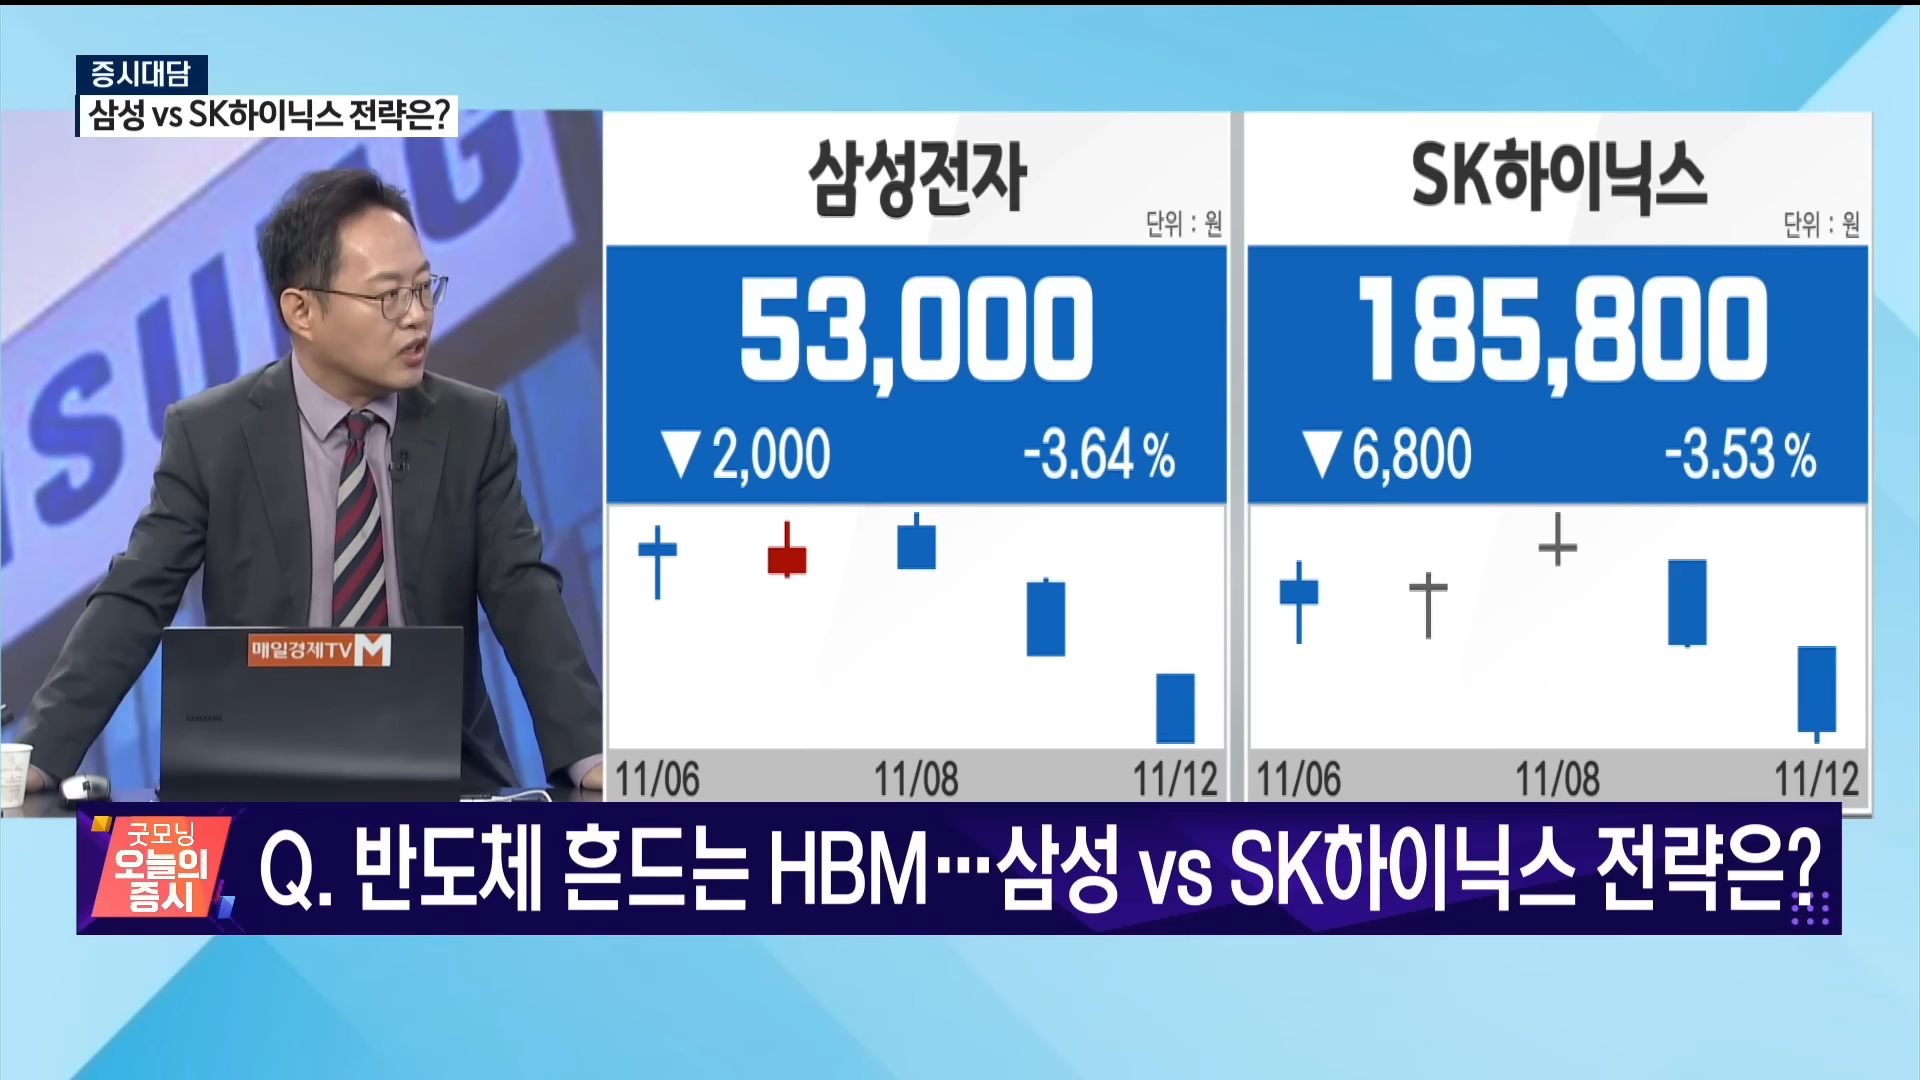 증시대담
삼성 vs SK하이닉스 전략은?
SUNG
삼성전자
단위 : 원
53,000
▼2,000 -3.64%
11/06 11/08 11/12
SK하이닉스
단위 : 원
185,800
▼6,800 -3.53%
11/06 11/08 11/12
매일경제TV M
SAMSUNG
굿모닝
오늘의
증시
Q. 반도체 흔드는 HBM…삼성 vs SK하이닉스 전략은?